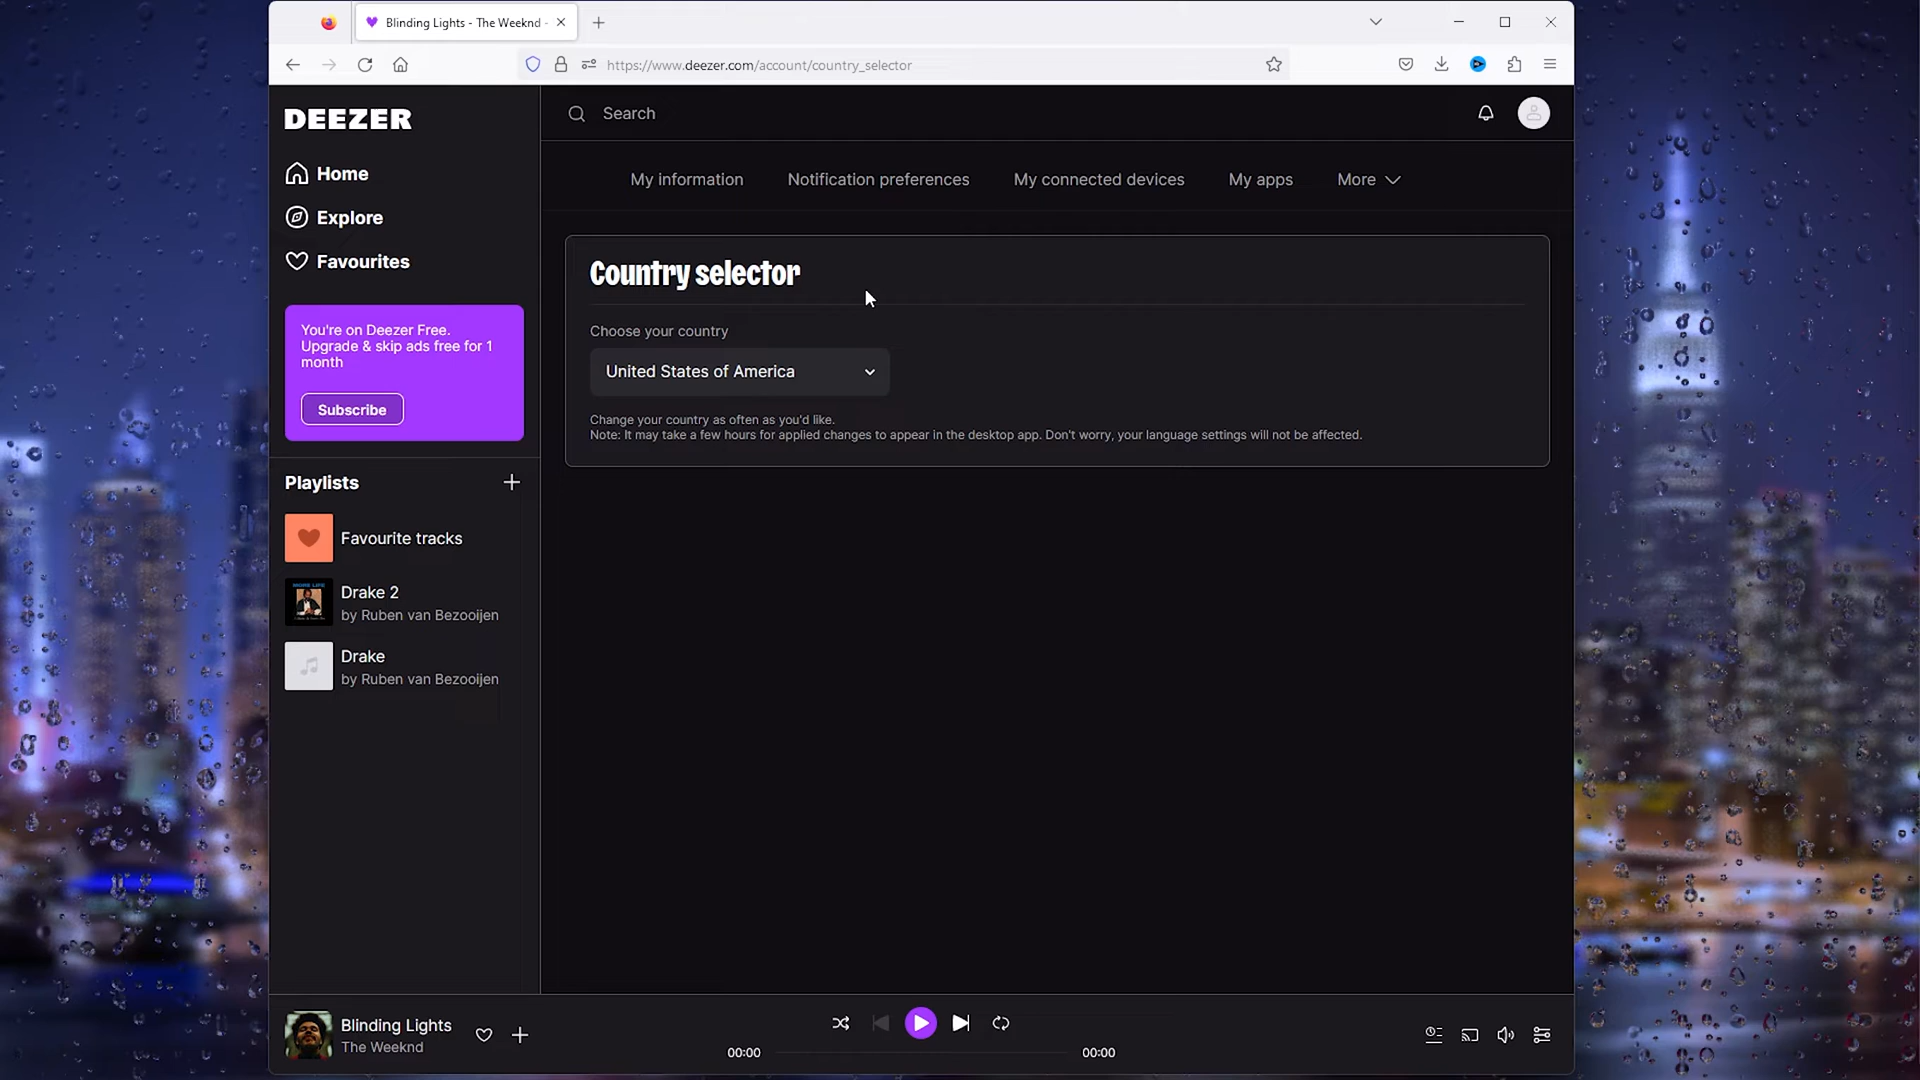 Blinding Lights - The Weeknd -
https://www.deezer.com/account/country_selector
DEEZER
Home
Explore
Favourites
You're on Deezer Free.
Upgrade & skip ads free for 1
month
Subscribe
Playlists
Favourite tracks
Drake 2
by Ruben van Bezooijen
Drake
by Ruben van Bezooijen
Search
My information
Notification preferences
My connected devices
My apps
More
Country selector
Choose your country
United States of America
Change your country as often as you'd like.
Note: It may take a few hours for applied changes to appear in the desktop app. Don't worry, your language settings will not be affected.
Blinding Lights
The Weeknd
00:00
00:00